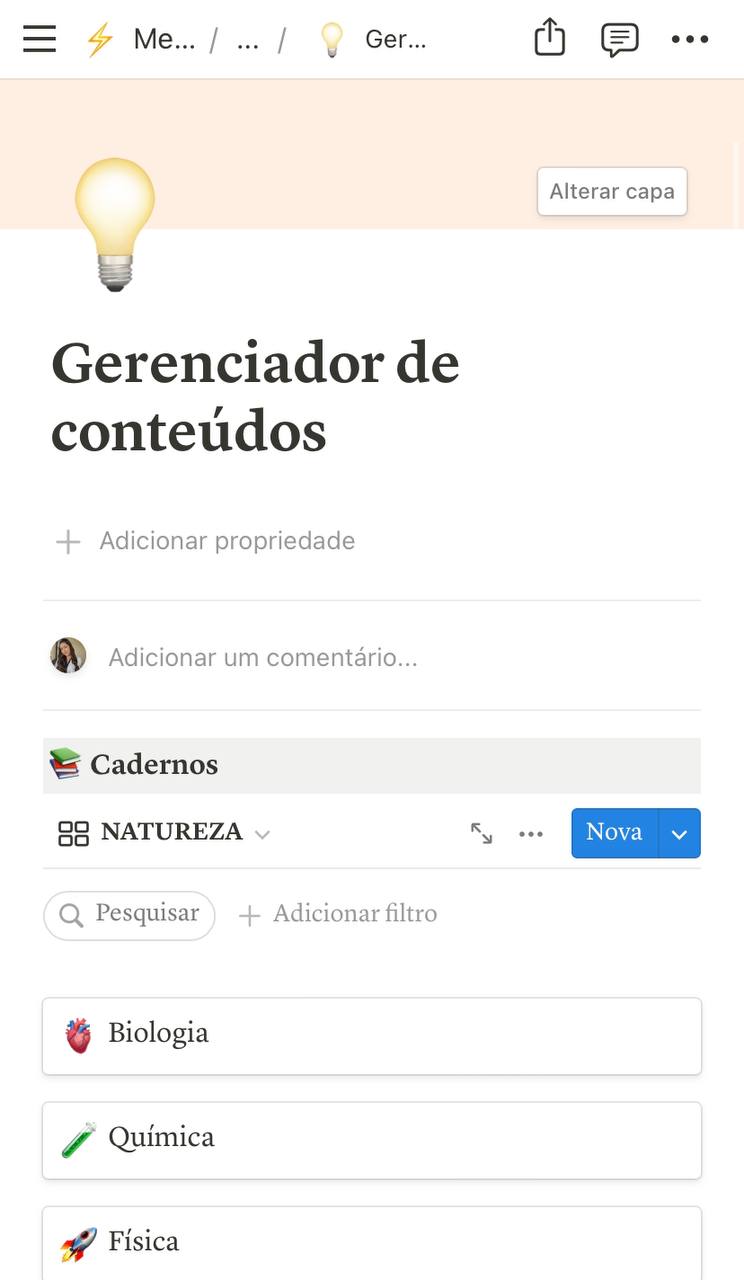 Me... / ... / Ger...
Alterar capa
Gerenciador de
conteúdos
Adicionar propriedade
Adicionar um comentário...
Cadernos
NATUREZA
Nova
Pesquisar
Adicionar filtro
Biologia
Química
Física